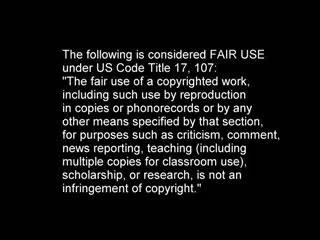 The following is considered FAIR USE
under US Code Title 17, 107:
"The fair use of a copyrighted work,
including such use by reproduction
in copies or phonorecords or by any
other means specified by that section,
for purposes such as criticism, comment,
news reporting, teaching (including
multiple copies for classroom use),
scholarship, or research, is not an
infringement of copyright."